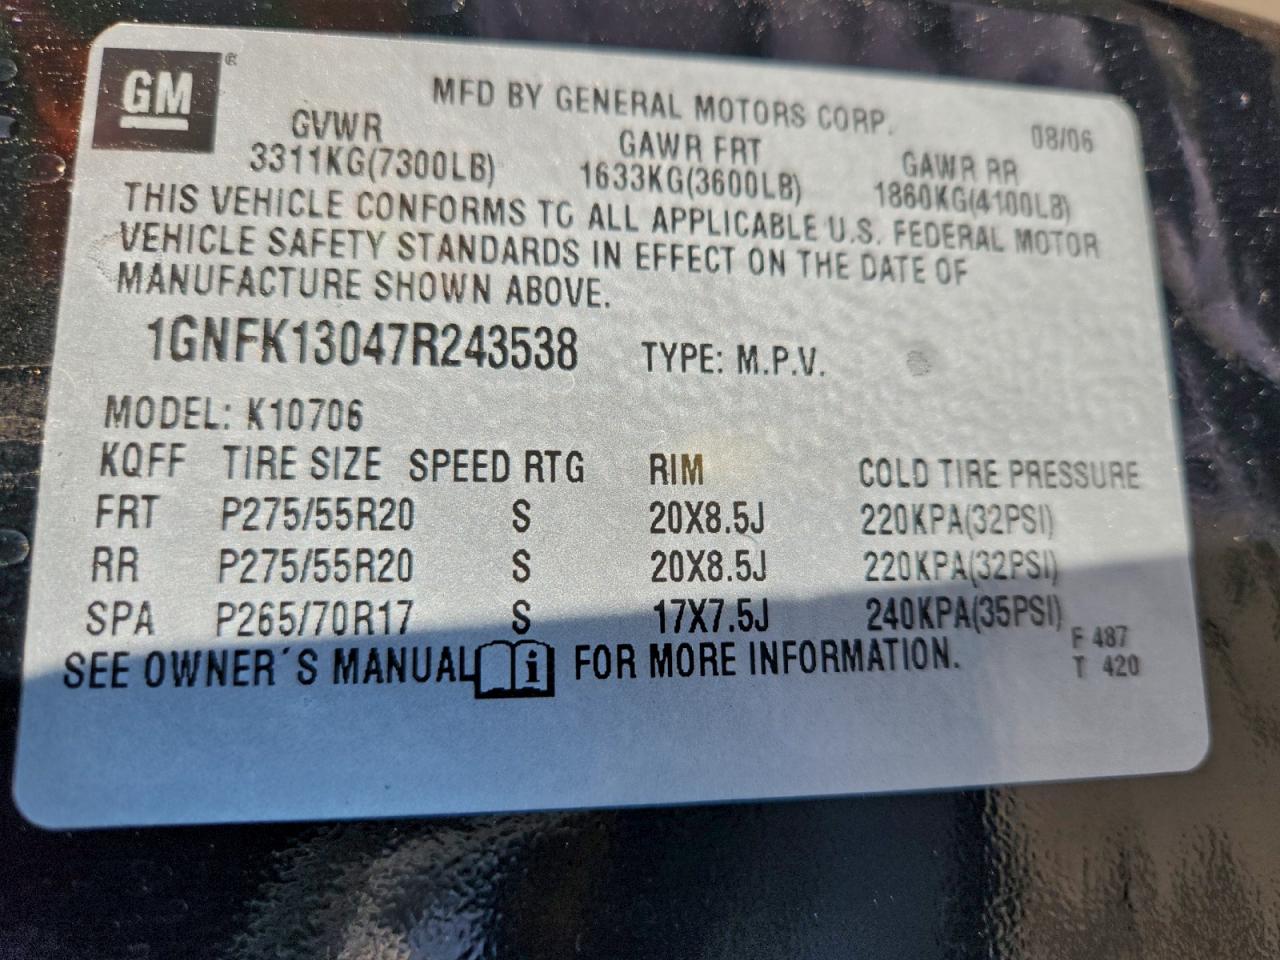 GM ®
MFD BY GENERAL MOTORS CORP. 08/06
GVWR GAWR FRT GAWR RR
3311KG(7300LB) 1633KG(3600LB) 1860KG(4100LB)
THIS VEHICLE CONFORMS TO ALL APPLICABLE U.S. FEDERAL MOTOR
VEHICLE SAFETY STANDARDS IN EFFECT ON THE DATE OF
MANUFACTURE SHOWN ABOVE.
1GNFK13047R243538 TYPE: M.P.V.
MODEL: K10706
KQFF TIRE SIZE SPEED RTG RIM COLD TIRE PRESSURE
FRT P275/55R20 S 20X8.5J 220KPA(32PSI)
RR P275/55R20 S 20X8.5J 220KPA(32PSI)
SPA P265/70R17 S 17X7.5J 240KPA(35PSI)
SEE OWNER´S MANUAL i FOR MORE INFORMATION.
F 487
T 420